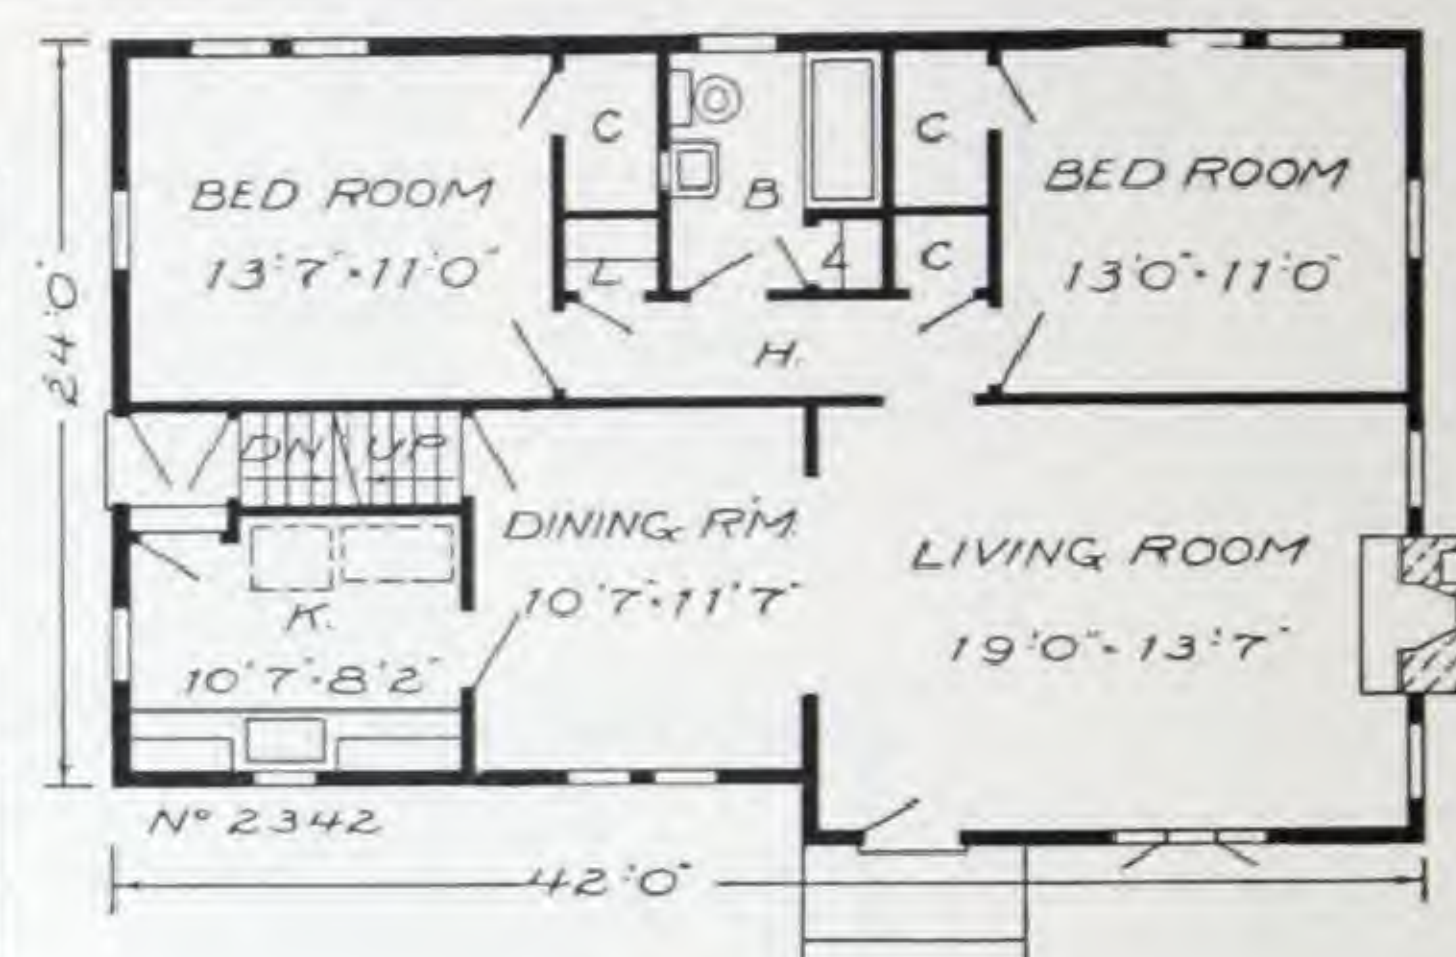 C
C
BED ROOM
13'-7"×11'-0"
B
BED ROOM
13'-0"×11'-0"
L
L
C
H.
24'-0"
DN
UP
DINING RM.
10'-7"×11'-7"
LIVING ROOM
19'-0"×13'-7"
K.
10'-7"×8'-2"
Nº 2342
42'-0"